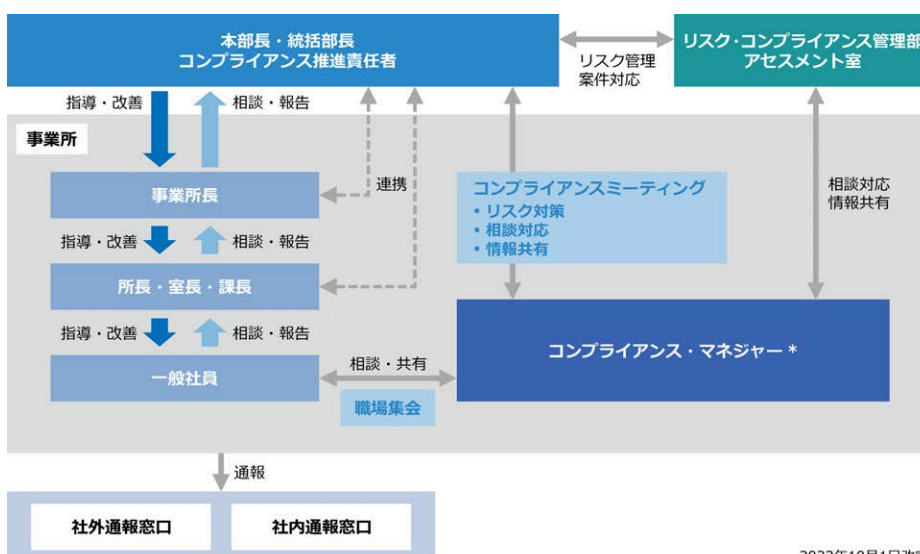 本部長・統括部長
コンプライアンス推進責任者
リスク管理
案件対応
リスク・コンプライアンス管理部
アセスメント室
指導・改善
相談・報告
事業所
事業所長
連携
コンプライアンスミーティング
• リスク対策
• 相談対応
• 情報共有
相談対応
情報共有
指導・改善
相談・報告
所長・室長・課長
指導・改善
相談・報告
一般社員
相談・共有
職場集会
コンプライアンス・マネジャー *
通報
社外通報窓口
社内通報窓口